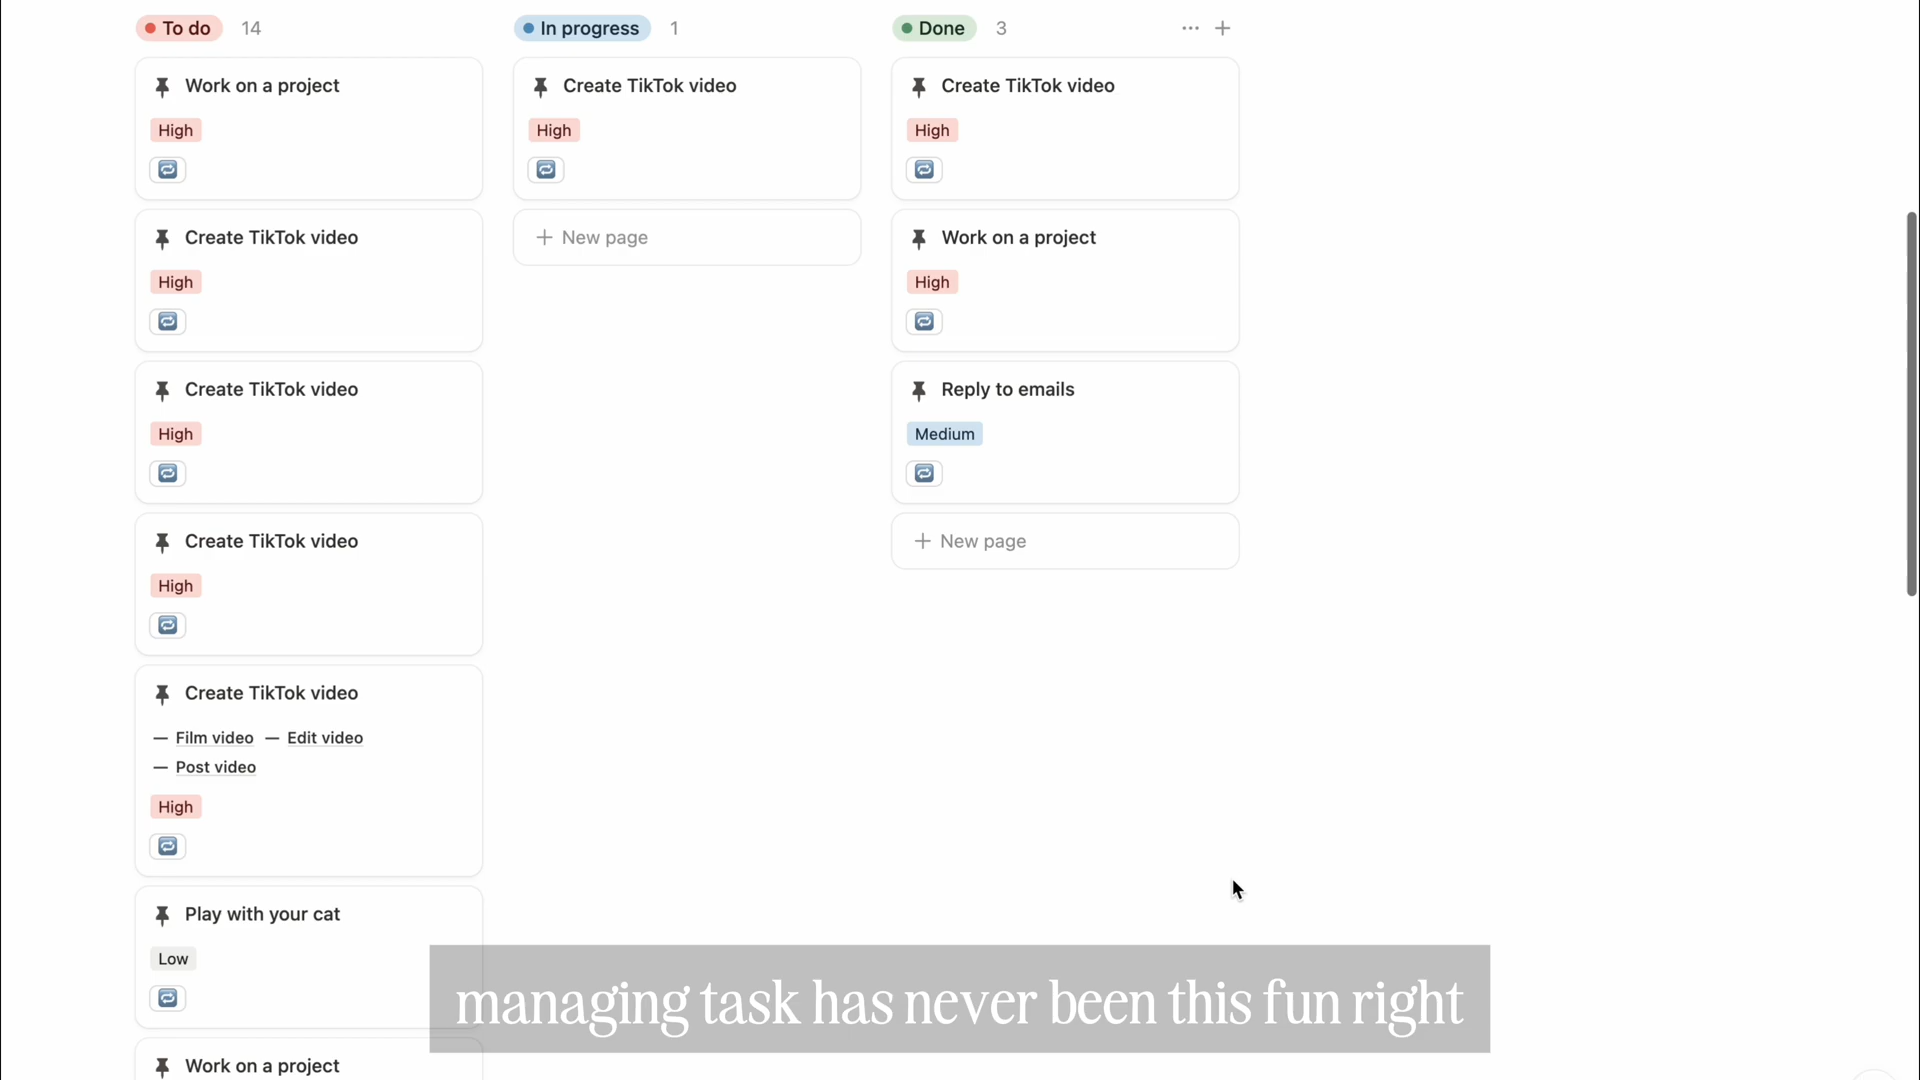 To do 14
Work on a project
High
Create TikTok video
High
Create TikTok video
High
Create TikTok video
High
Create TikTok video
— Film video — Edit video
— Post video
High
Play with your cat
Low
Work on a project
In progress 1
Create TikTok video
High
+ New page
Done 3
Create TikTok video
High
Work on a project
High
Reply to emails
Medium
+ New page
managing task has never been this fun right